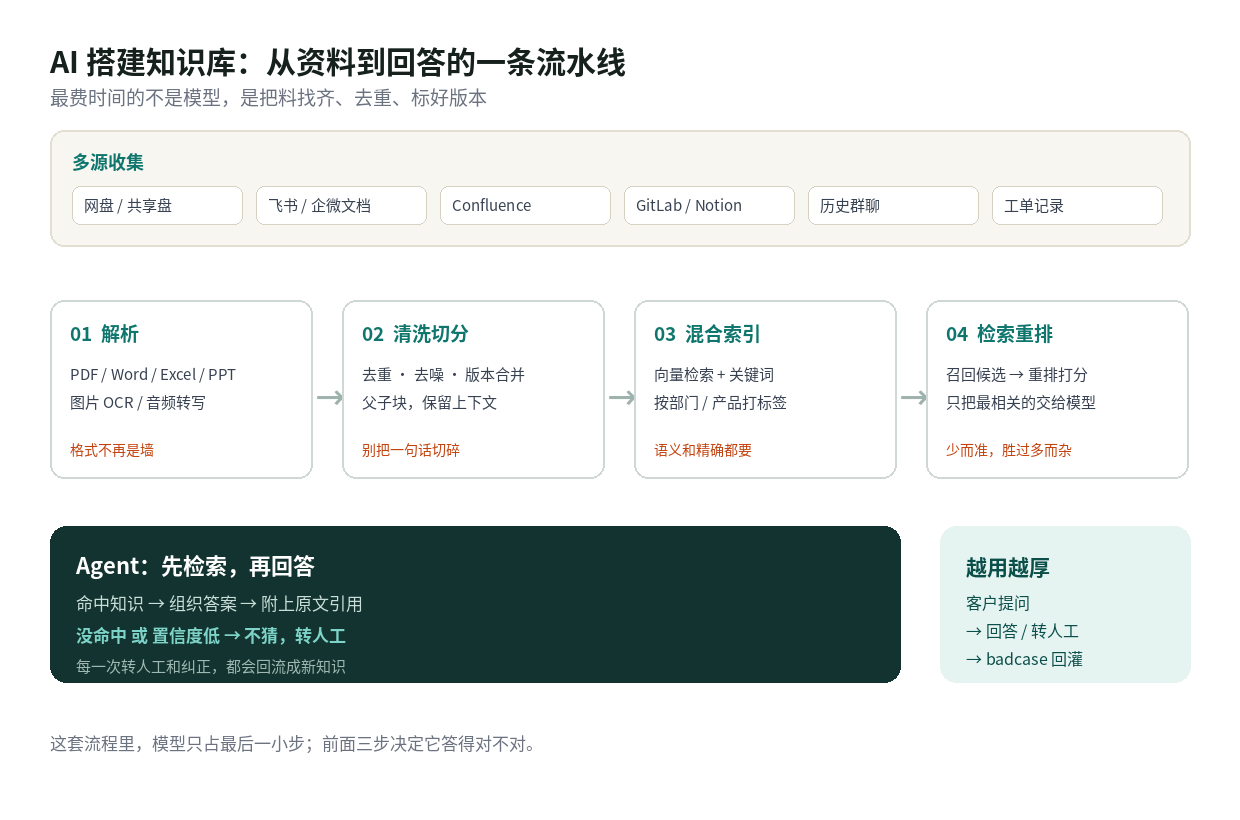 AI 搭建知识库：从资料到回答的一条流水线
最费时间的不是模型，是把料找齐、去重、标好版本
多源收集
网盘 / 共享盘
飞书 / 企微文档
Confluence
GitLab / Notion
历史群聊
工单记录
01 解析
PDF / Word / Excel / PPT
图片 OCR / 音频转写
格式不再是墙
→
02 清洗切分
去重 · 去噪 · 版本合并
父子块，保留上下文
别把一句话切碎
→
03 混合索引
向量检索 + 关键词
按部门 / 产品打标签
语义和精确都要
→
04 检索重排
召回候选 → 重排打分
只把最相关的交给模型
少而准，胜过多而杂
Agent：先检索，再回答
命中知识 → 组织答案 → 附上原文引用
没命中 或 置信度低 → 不猜，转人工
每一次转人工和纠正，都会回流成新知识
越用越厚
客户提问
→ 回答 / 转人工
→ badcase 回灌
这套流程里，模型只占最后一小步；前面三步决定它答得对不对。